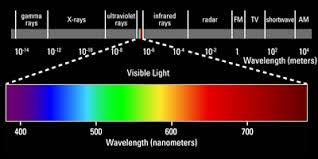 gamma rays X-rays ultraviolet rays infrared rays radar FM TV shortwave AM
10-14 10-12 10-10 10-8 10-6 10-4 10-2 1 10² 10⁴
Wavelength (meters)
Visible Light
400 500 600 700
Wavelength (nanometers)